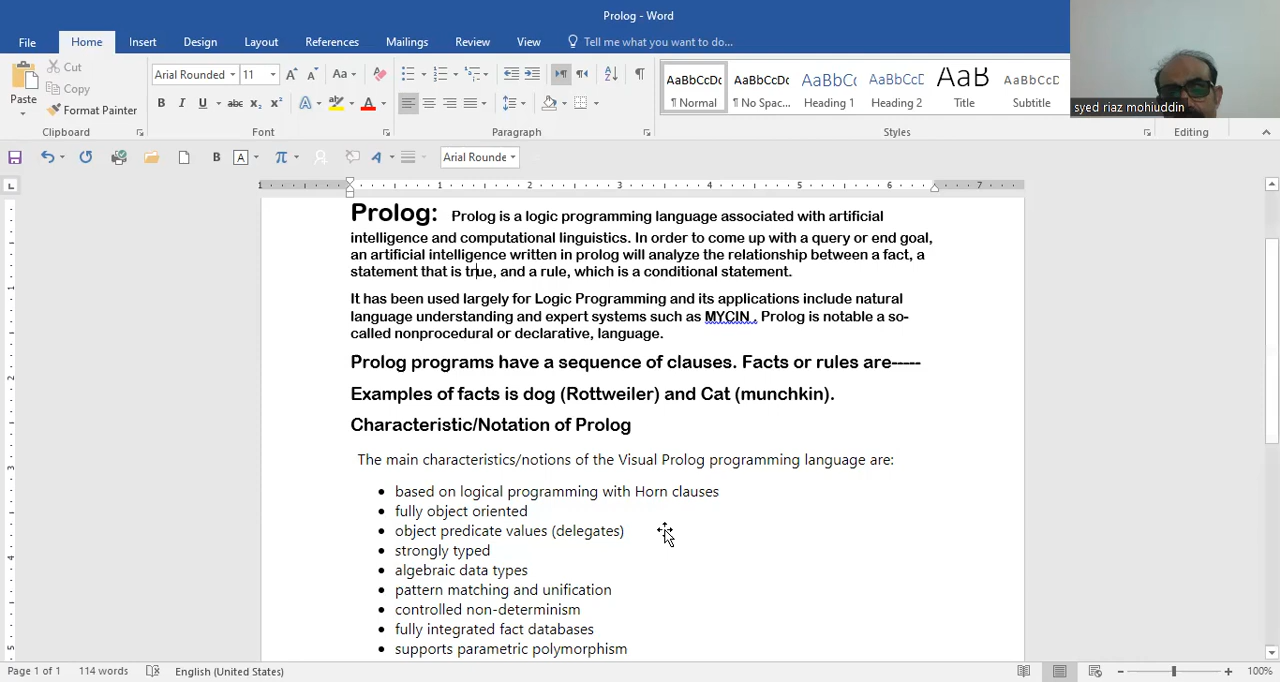 Prolog - Word
File Home Insert Design Layout References Mailings Review View Tell me what you want to do...
Paste Cut Copy Format Painter
Arial Rounded 11
AaBbCcDc AaBbCcDc AaBbCc AaBbCcD AaB AaBbCcD
¶ Normal ¶ No Spac... Heading 1 Heading 2 Title Subtitle
syed riaz mohiuddin
Clipboard Font Paragraph Styles Editing
Arial Rounde
Prolog: Prolog is a logic programming language associated with artificial
intelligence and computational linguistics. In order to come up with a query or end goal,
an artificial intelligence written in prolog will analyze the relationship between a fact, a
statement that is true, and a rule, which is a conditional statement.
It has been used largely for Logic Programming and its applications include natural
language understanding and expert systems such as MYCIN . Prolog is notable a so-
called nonprocedural or declarative, language.
Prolog programs have a sequence of clauses. Facts or rules are-----
Examples of facts is dog (Rottweiler) and Cat (munchkin).
Characteristic/Notation of Prolog
The main characteristics/notions of the Visual Prolog programming language are:
• based on logical programming with Horn clauses
• fully object oriented
• object predicate values (delegates)
• strongly typed
• algebraic data types
• pattern matching and unification
• controlled non-determinism
• fully integrated fact databases
• supports parametric polymorphism
Page 1 of 1 114 words English (United States) 100%